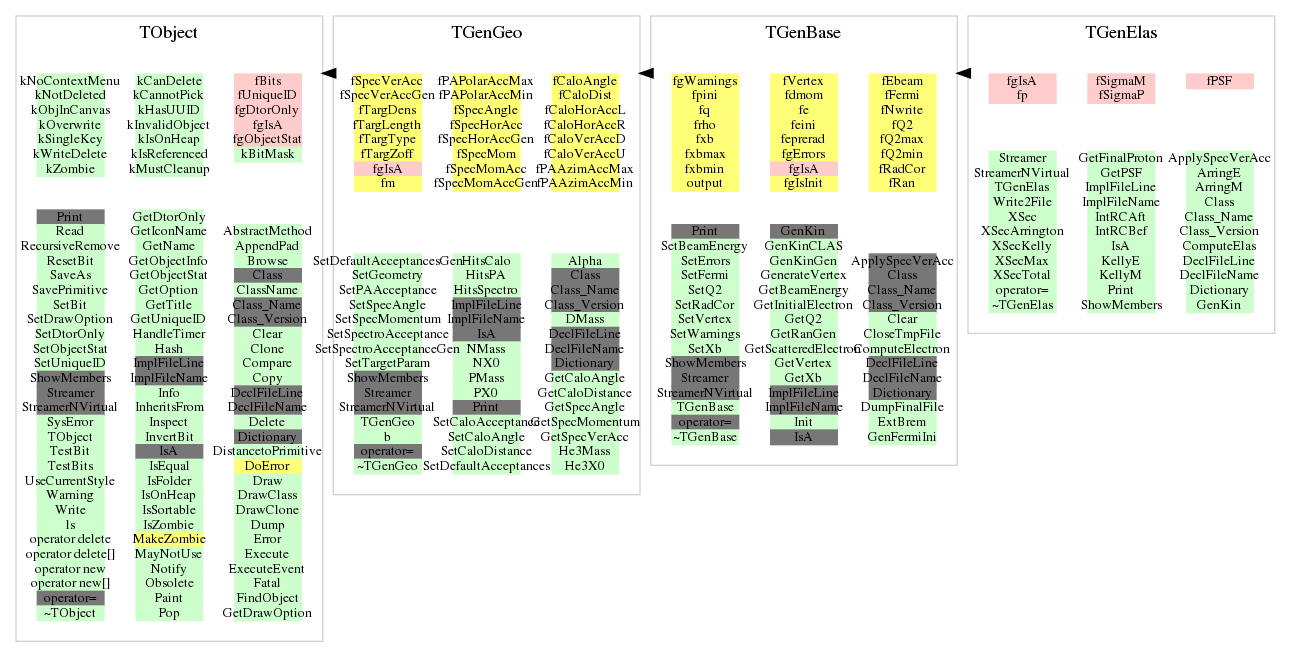 TObject
kNoContextMenu
kNotDeleted
kObjInCanvas
kOverwrite
kSingleKey
kWriteDelete
kZombie
kCanDelete
kCannotPick
kHasUUID
kInvalidObject
kIsOnHeap
kIsReferenced
kMustCleanup
fBits
fUniqueID
fgDtorOnly
fgIsA
fgObjectStat
kBitMask
Print
Read
RecursiveRemove
ResetBit
SaveAs
SavePrimitive
SetBit
SetDrawOption
SetDtorOnly
SetObjectStat
SetUniqueID
ShowMembers
Streamer
StreamerNVirtual
SysError
TObject
TestBit
TestBits
UseCurrentStyle
Warning
Write
ls
operator delete
operator delete[]
operator new
operator new[]
operator=
~TObject
GetDtorOnly
GetIconName
GetName
GetObjectInfo
GetObjectStat
GetOption
GetTitle
GetUniqueID
HandleTimer
Hash
ImplFileLine
ImplFileName
Info
InheritsFrom
Inspect
InvertBit
IsA
IsEqual
IsFolder
IsOnHeap
IsSortable
IsZombie
MakeZombie
MayNotUse
Notify
Obsolete
Paint
Pop
AbstractMethod
AppendPad
Browse
Class
ClassName
Class_Name
Class_Version
Clear
Clone
Compare
Copy
DeclFileLine
DeclFileName
Delete
Dictionary
DistancetoPrimitive
DoError
Draw
DrawClass
DrawClone
Dump
Error
Execute
ExecuteEvent
Fatal
FindObject
GetDrawOption
TGenGeo
fSpecVerAcc
fSpecVerAccGen
fTargDens
fTargLength
fTargType
fTargZoff
fgIsA
fm
fPAPolarAccMax
fPAPolarAccMin
fSpecAngle
fSpecHorAcc
fSpecHorAccGen
fSpecMom
fSpecMomAcc
fSpecMomAccGen
fCaloAngle
fCaloDist
fCaloHorAccL
fCaloHorAccR
fCaloVerAccD
fCaloVerAccU
fPAAzimAccMax
fPAAzimAccMin
SetDefaultAcceptances
SetGeometry
SetPAAcceptance
SetSpecAngle
SetSpecMomentum
SetSpectroAcceptance
SetSpectroAcceptanceGen
SetTargetParam
ShowMembers
Streamer
StreamerNVirtual
TGenGeo
b
operator=
~TGenGeo
GenHitsCalo
HitsPA
HitsSpectro
ImplFileLine
ImplFileName
IsA
NMass
NX0
PMass
PX0
Print
SetCaloAcceptance
SetCaloAngle
SetCaloDistance
SetDefaultAcceptances
Alpha
Class
Class_Name
Class_Version
DMass
DeclFileLine
DeclFileName
Dictionary
GetCaloAngle
GetCaloDistance
GetSpecAngle
GetSpecMomentum
GetSpecVerAcc
He3Mass
He3X0
TGenBase
fgWarnings
fpini
fq
frho
fxb
fxbmax
fxbmin
output
fVertex
fdmom
fe
feini
feprerad
fgErrors
fgIsA
fgIsInit
fEbeam
fFermi
fNwrite
fQ2
fQ2max
fQ2min
fRadCor
fRan
Print
SetBeamEnergy
SetErrors
SetFermi
SetQ2
SetRadCor
SetVertex
SetWarnings
SetXb
ShowMembers
Streamer
StreamerNVirtual
TGenBase
operator=
~TGenBase
GenKin
GenKinCLAS
GenKinGen
GenerateVertex
GetBeamEnergy
GetInitialElectron
GetQ2
GetRanGen
GetScatteredElectron
GetVertex
GetXb
ImplFileLine
ImplFileName
Init
IsA
ApplySpecVerAcc
Class
Class_Name
Class_Version
Clear
CloseTmpFile
ComputeElectron
DeclFileLine
DeclFileName
Dictionary
DumpFinalFile
ExtBrem
GenFermiIni
TGenElas
fgIsA
fp
fSigmaM
fSigmaP
fPSF
Streamer
StreamerNVirtual
TGenElas
Write2File
XSec
XSecArrington
XSecKelly
XSecMax
XSecTotal
operator=
~TGenElas
GetFinalProton
GetPSF
ImplFileLine
ImplFileName
IntRCAft
IntRCBef
IsA
KellyE
KellyM
Print
ShowMembers
ApplySpecVerAcc
ArringE
ArringM
Class
Class_Name
Class_Version
ComputeElas
DeclFileLine
DeclFileName
Dictionary
GenKin